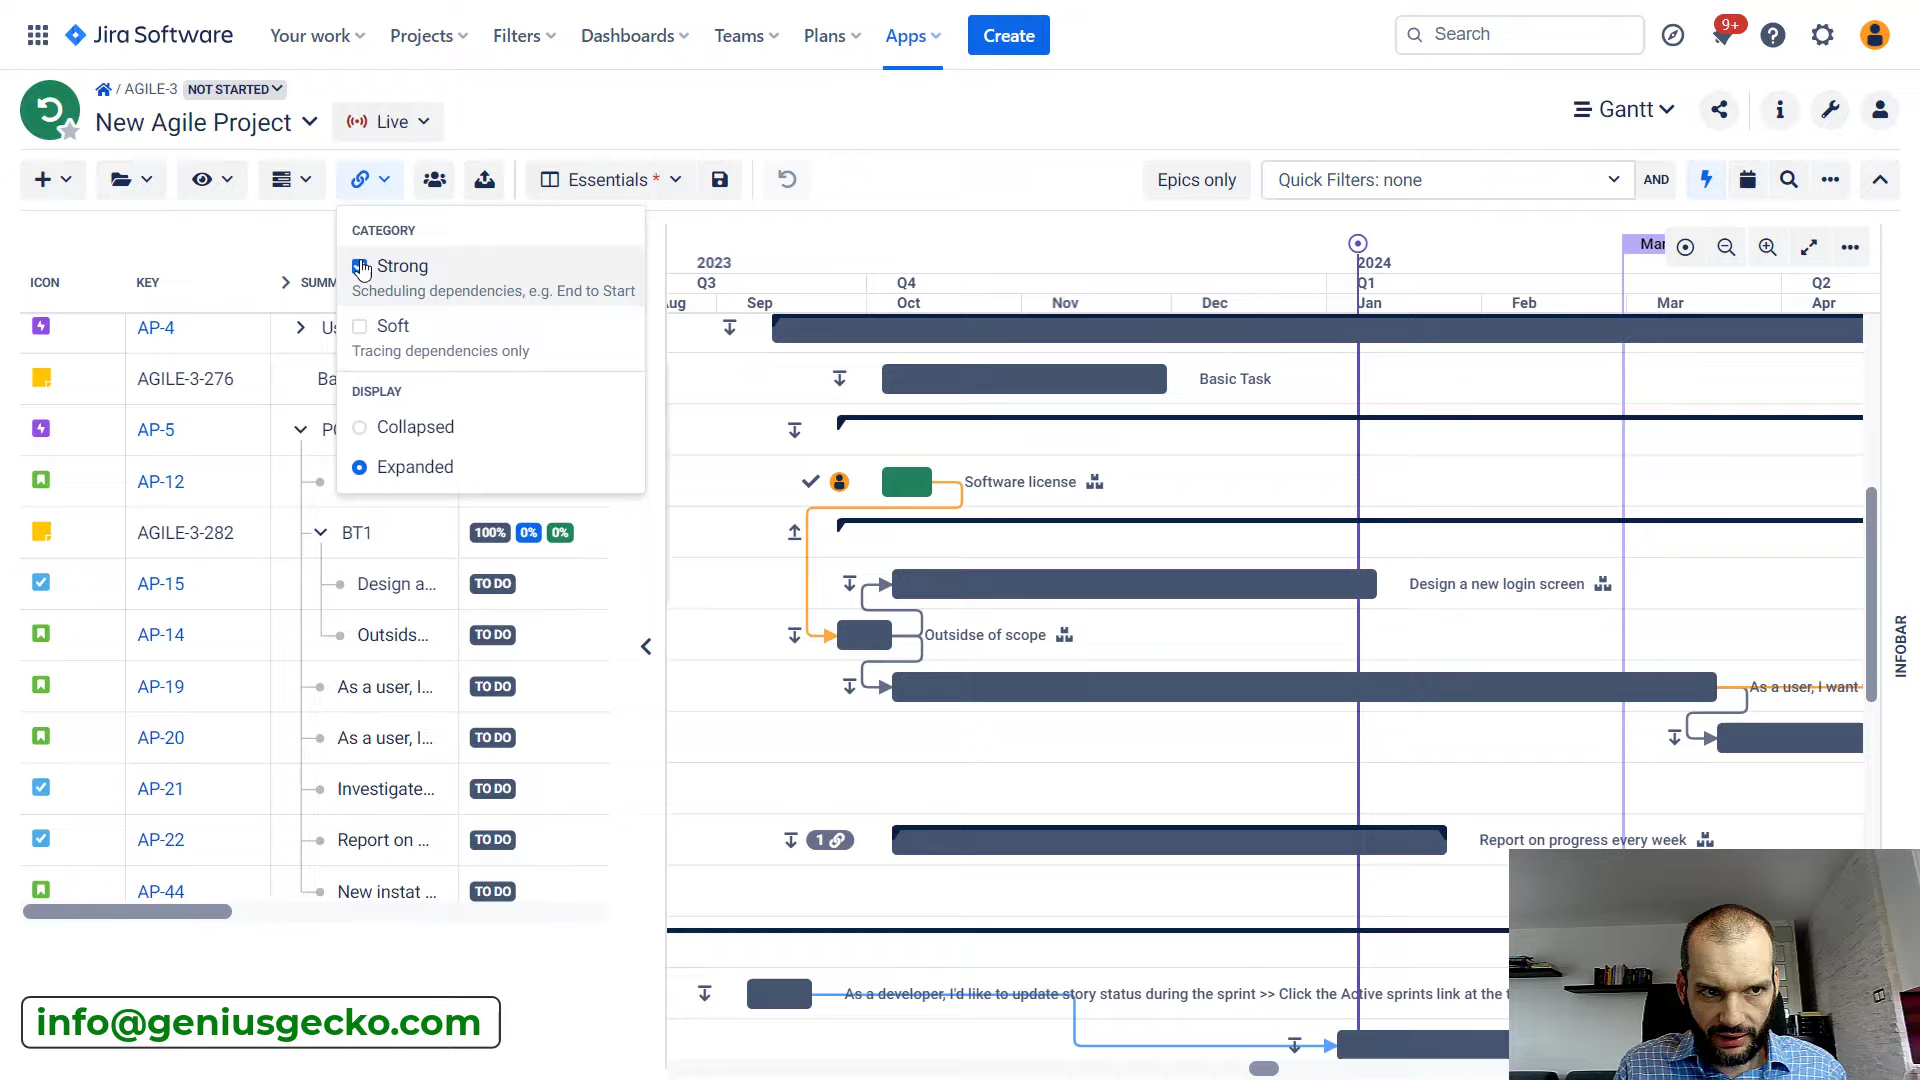 Jira Software
Your work
Projects
Filters
Dashboards
Teams
Plans
Apps
Create
Search
9+
/ AGILE-3
NOT STARTED
New Agile Project
Live
Gantt
Essentials *
Epics only
Quick Filters: none
AND
CATEGORY
Strong
Scheduling dependencies, e.g. End to Start
Soft
Tracing dependencies only
DISPLAY
Collapsed
Expanded
ICON
KEY
2023
2024
Q3
Q4
Q1
Q2
Sep
Oct
Nov
Dec
Jan
Feb
Mar
Apr
AP-4
AGILE-3-276
Basic Task
AP-5
AP-12
Software license
AGILE-3-282
BT1
100%
0%
0%
AP-15
Design a...
TO DO
Design a new login screen
AP-14
Outsids...
TO DO
Outsidse of scope
AP-19
As a user, I...
TO DO
As a user, I want
AP-20
As a user, I...
TO DO
AP-21
Investigate...
TO DO
AP-22
Report on ...
TO DO
1
Report on progress every week
AP-44
New instat ...
TO DO
As a developer, I'd like to update story status during the sprint >> Click the Active sprints link at the
INFOBAR
info@geniusgecko.com